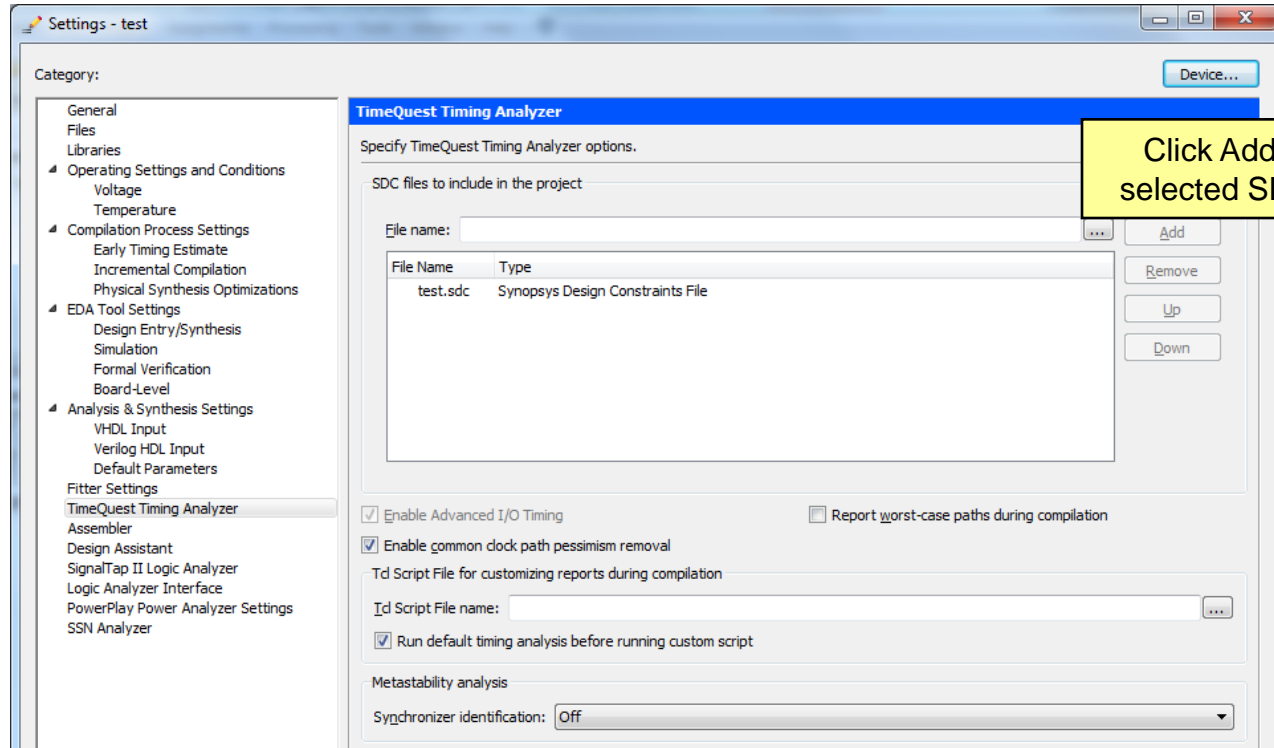 Settings - test
Category:
Device...
General
Files
Libraries
Operating Settings and Conditions
Voltage
Temperature
Compilation Process Settings
Early Timing Estimate
Incremental Compilation
Physical Synthesis Optimizations
EDA Tool Settings
Design Entry/Synthesis
Simulation
Formal Verification
Board-Level
Analysis & Synthesis Settings
VHDL Input
Verilog HDL Input
Default Parameters
Fitter Settings
TimeQuest Timing Analyzer
Assembler
Design Assistant
SignalTap II Logic Analyzer
Logic Analyzer Interface
PowerPlay Power Analyzer Settings
SSN Analyzer
TimeQuest Timing Analyzer
Specify TimeQuest Timing Analyzer options.
Click Add
selected
SDC files to include in the project
File name: ... Add
File Name Type
test.sdc Synopsys Design Constraints File
Remove
Up
Down
Enable Advanced I/O Timing Report worst-case paths during compilation
Enable common clock path pessimism removal
Tcl Script File for customizing reports during compilation
Tcl Script File name: ...
Run default timing analysis before running custom script
Metastability analysis
Synchronizer identification: Off